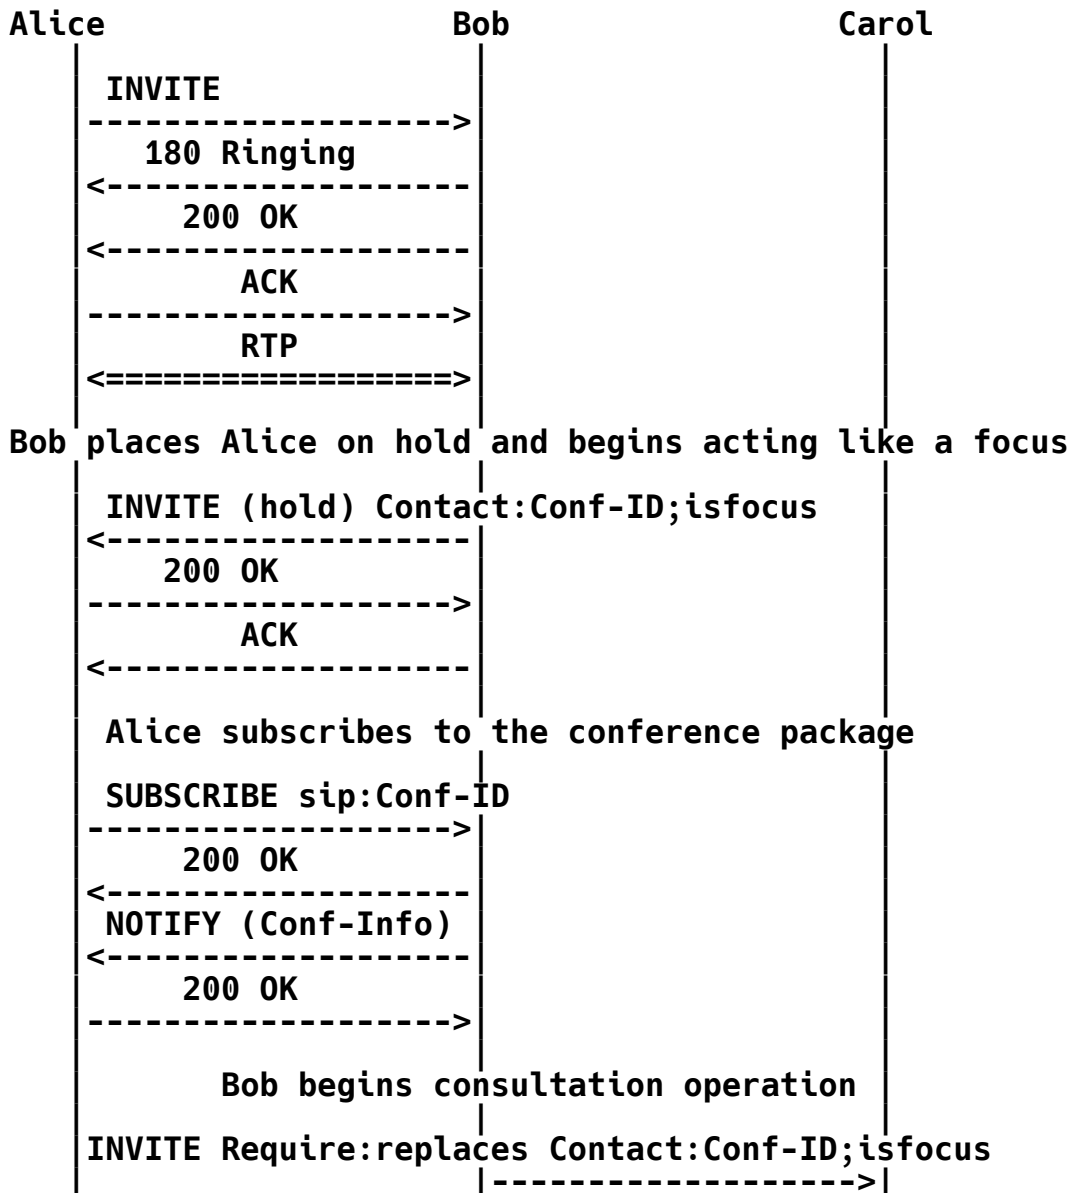 Alice Bob Carol
INVITE
------------------->
180 Ringing
<-------------------
200 OK
<-------------------
ACK
------------------->
RTP
<==================>
Bob places Alice on hold and begins acting like a focus
INVITE (hold) Contact:Conf-ID;isfocus
<-------------------
200 OK
------------------->
ACK
<-------------------
Alice subscribes to the conference package
SUBSCRIBE sip:Conf-ID
------------------->
200 OK
<-------------------
NOTIFY (Conf-Info)
<-------------------
200 OK
------------------->
Bob begins consultation operation
INVITE Require:replaces Contact:Conf-ID;isfocus
------------------->